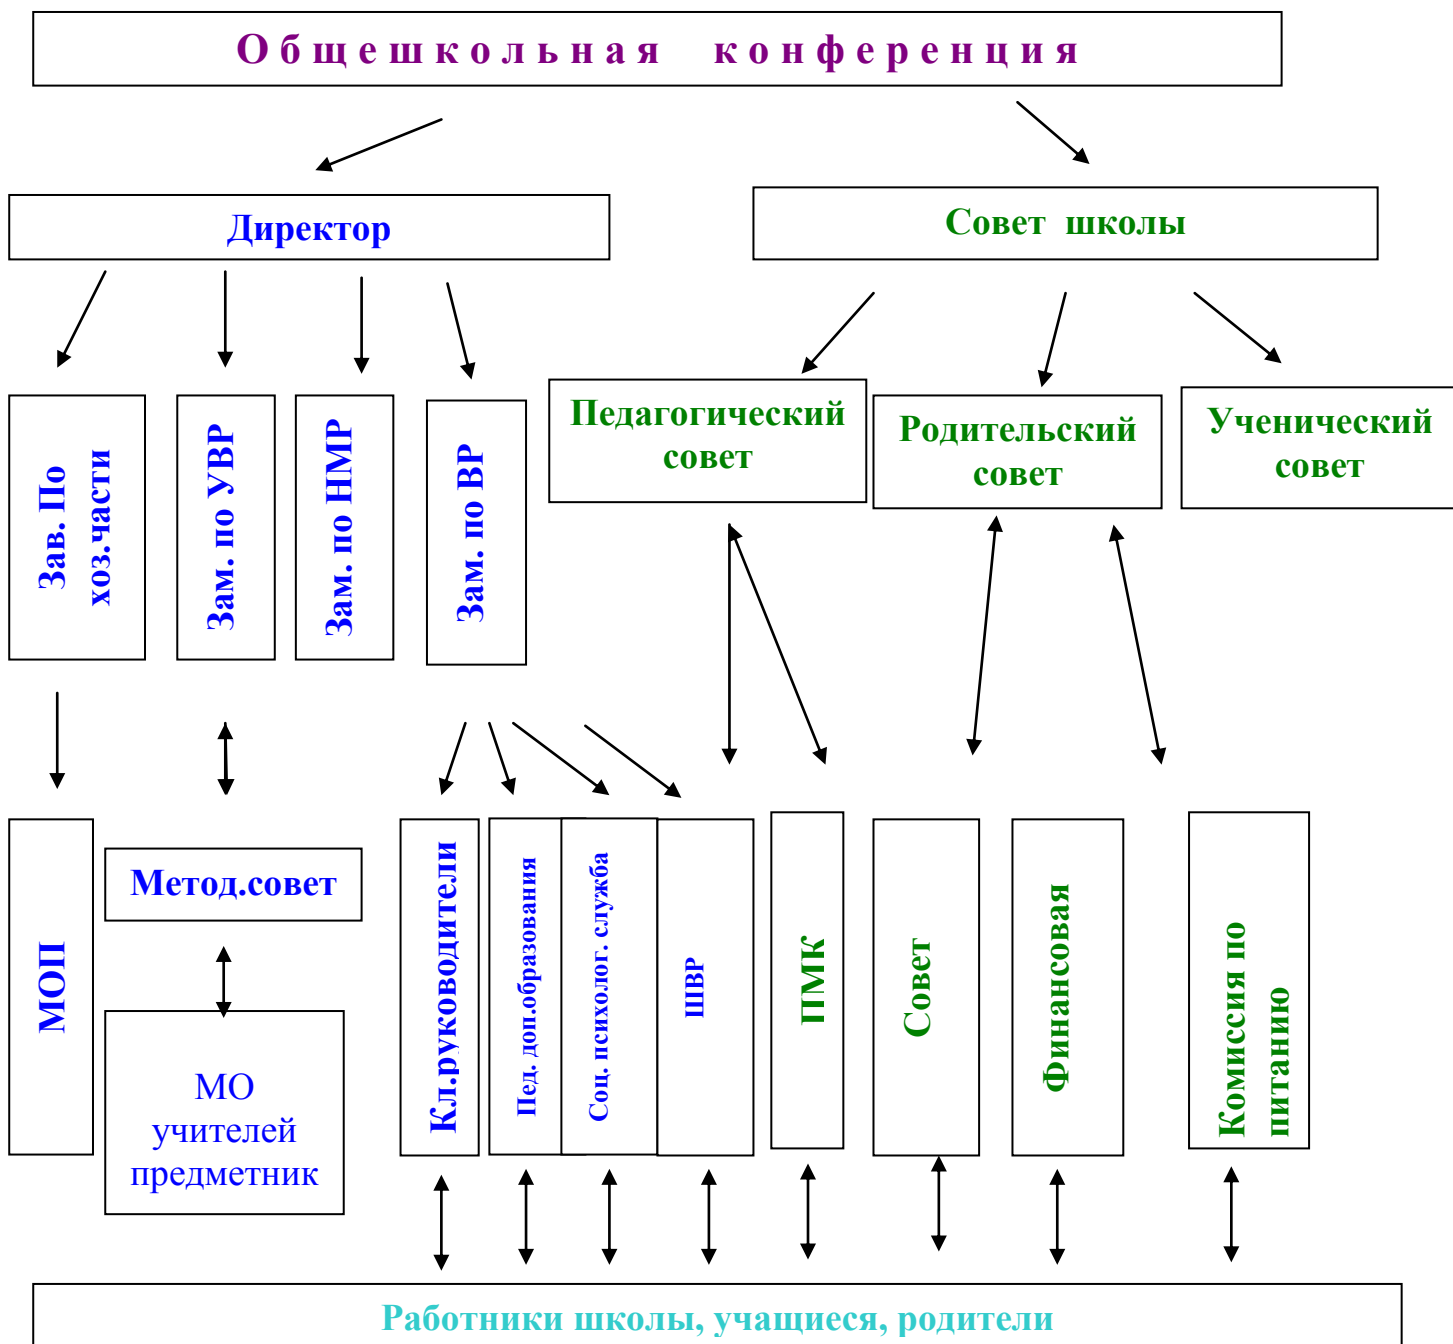 Общешкольная конференция
Директор
Совет школы
Зав. По
хоз.части
Зам. по УВР
Зам. по НМР
Зам. по ВР
Педагогический
совет
Родительский
совет
Ученический
совет
МОП
Метод.совет
МО
учителей
предметник
Кл.руководители
Пед. доп.образования
Соц. психолог. служба
ШВР
ПМК
Совет
Финансовая
Комиссия по
питанию
Работники школы, учащиеся, родители